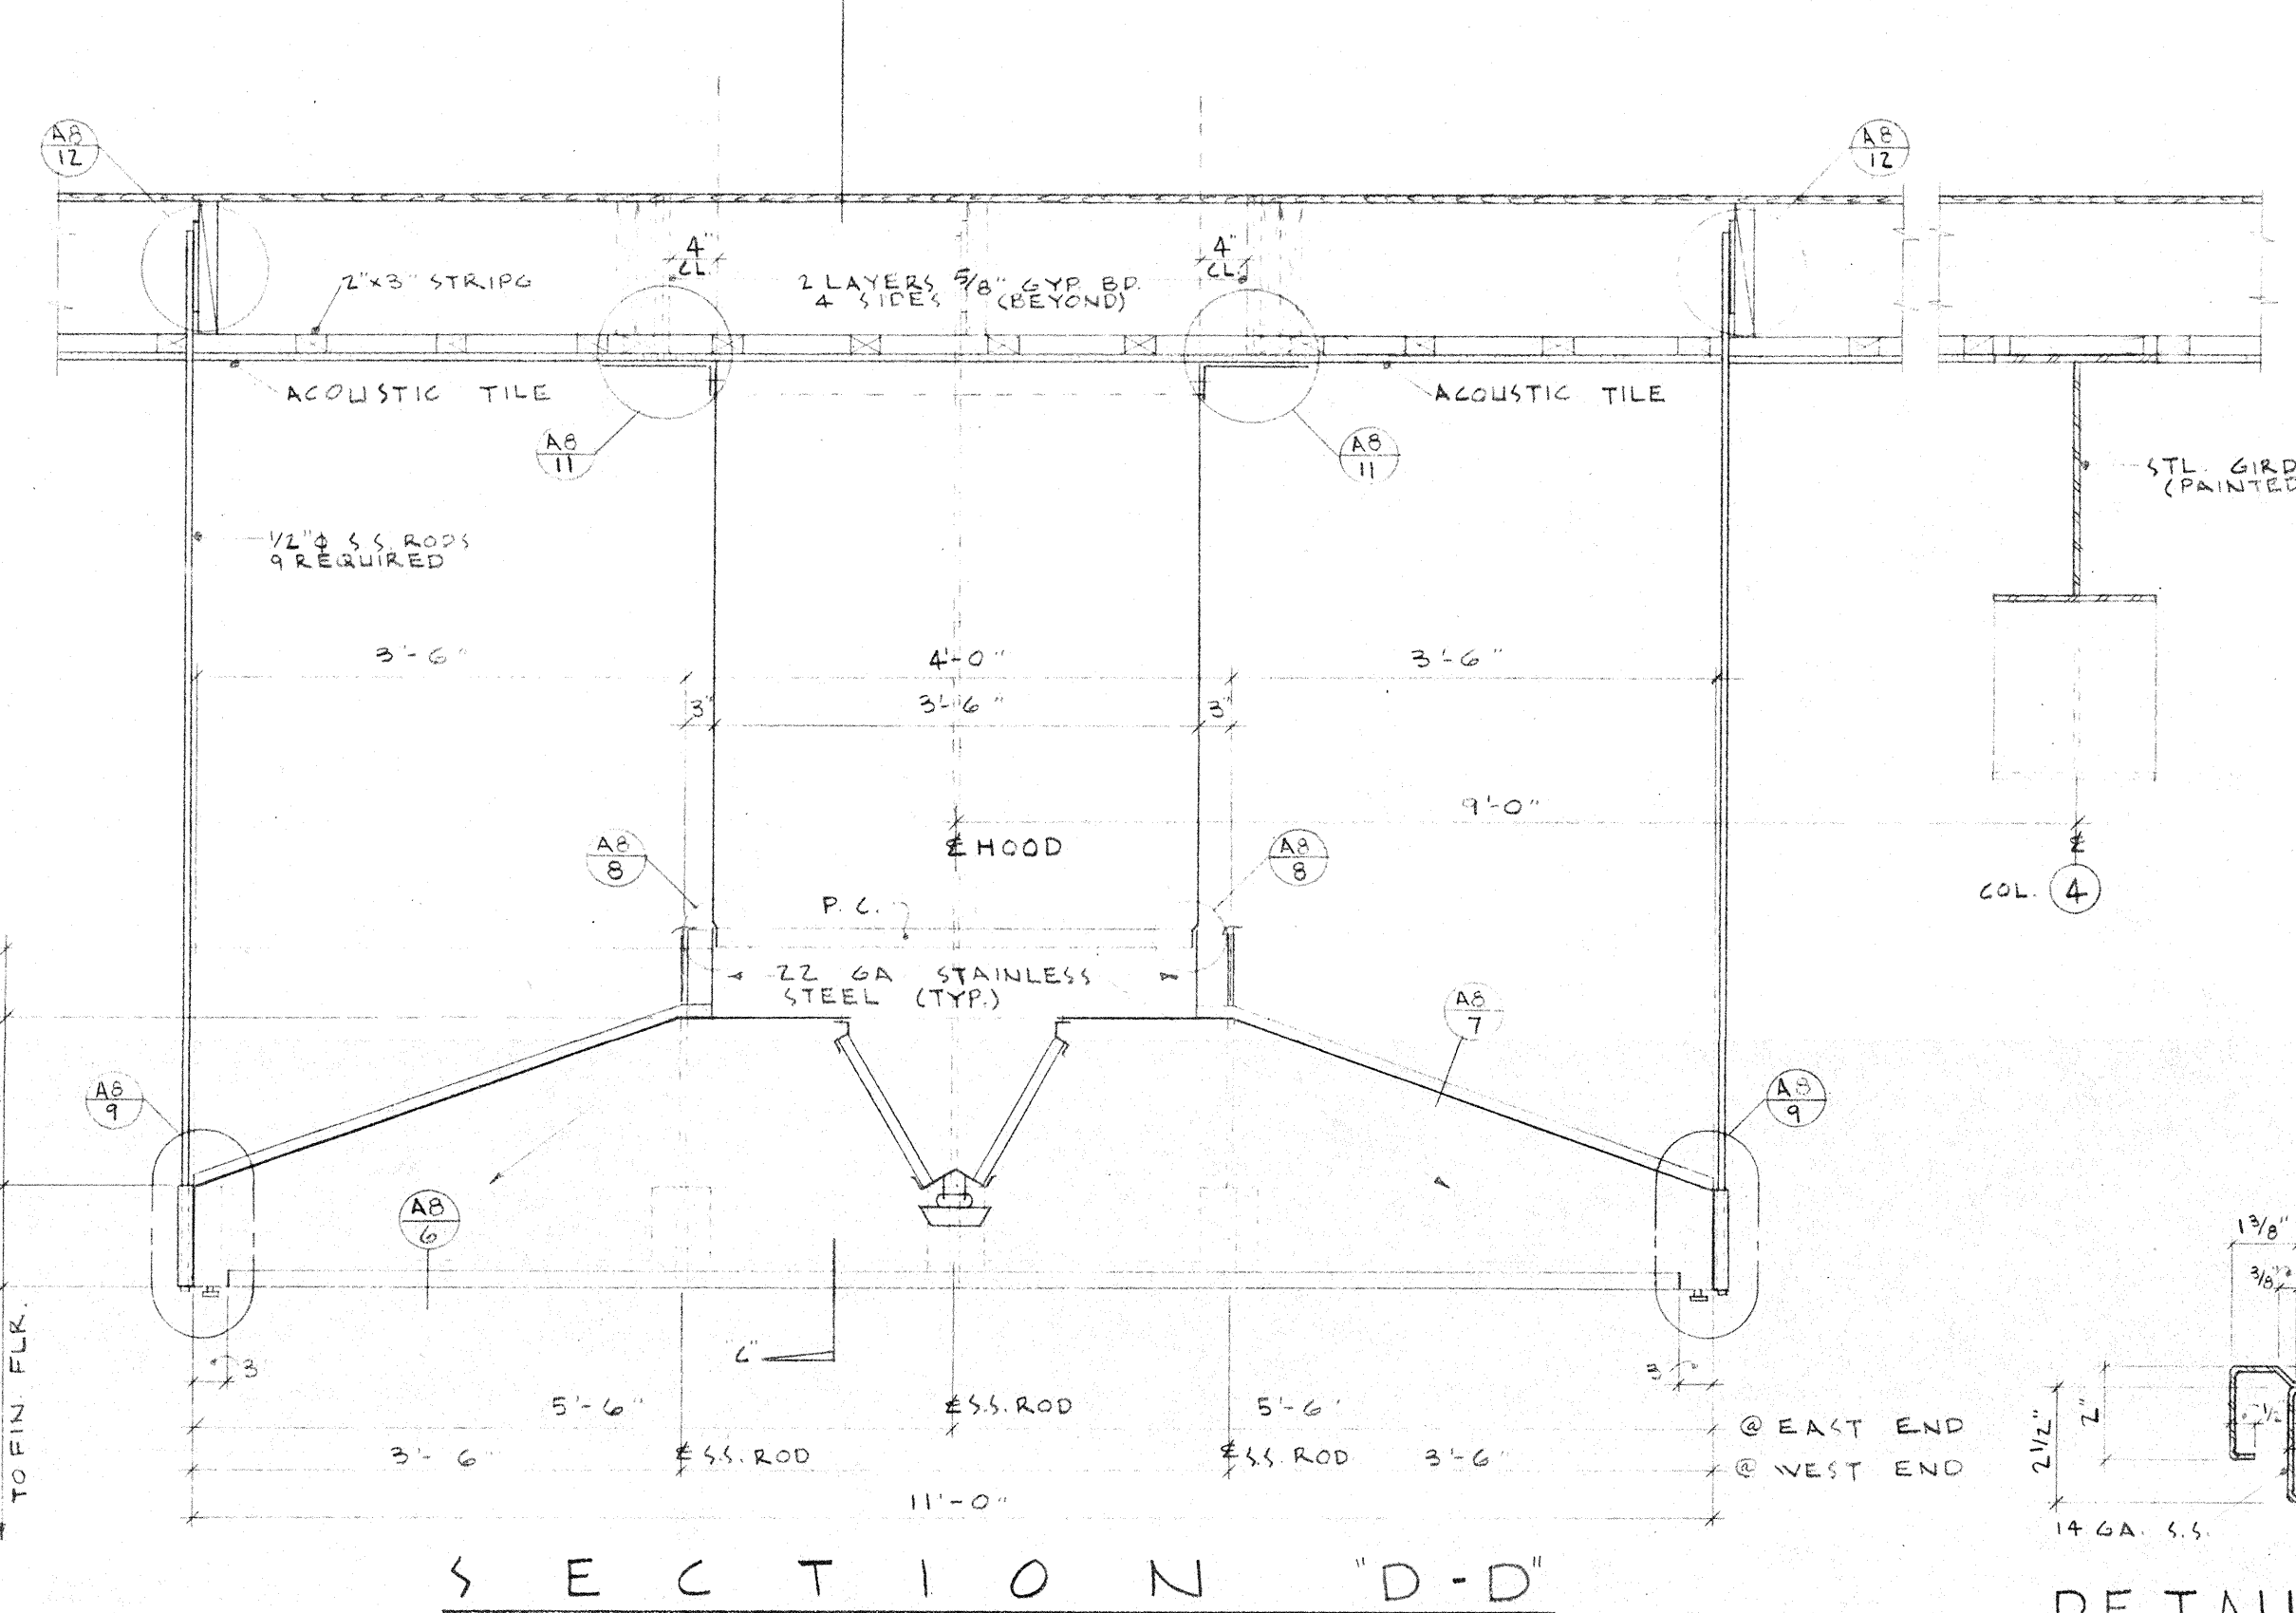 A8
12
A8
12
4"
CL.
4"
CL.
2"x3" STRIPG
2 LAYERS 5/8" GYP. BD.
4 SIDES (BEYOND)
ACOUSTIC TILE
ACOUSTIC TILE
A8
11
A8
11
STL. GIRD
(PAINTED
1/2"⌀ S.S. RODS
9 REQUIRED
3'-6"
4'-0"
3'-6"
3"
3'-6"
3"
9'-0"
A8
8
℄ HOOD
A8
8
℄
COL. 4
P.C.
22 GA STAINLESS
STEEL (TYP.)
A8
7
A8
9
A8
9
A8
6
1 3/8"
3/8"
TO FIN. FLR.
"C"
3
3
5'-6"
℄ S.S. ROD
5'-6"
@ EAST END
3'-6"
℄ S.S. ROD
℄ S.S. ROD
3'-6"
@ WEST END
11'-0"
2 1/2"
2"
1/2
14 GA. S.S.
SECTION "D-D"
DETAI